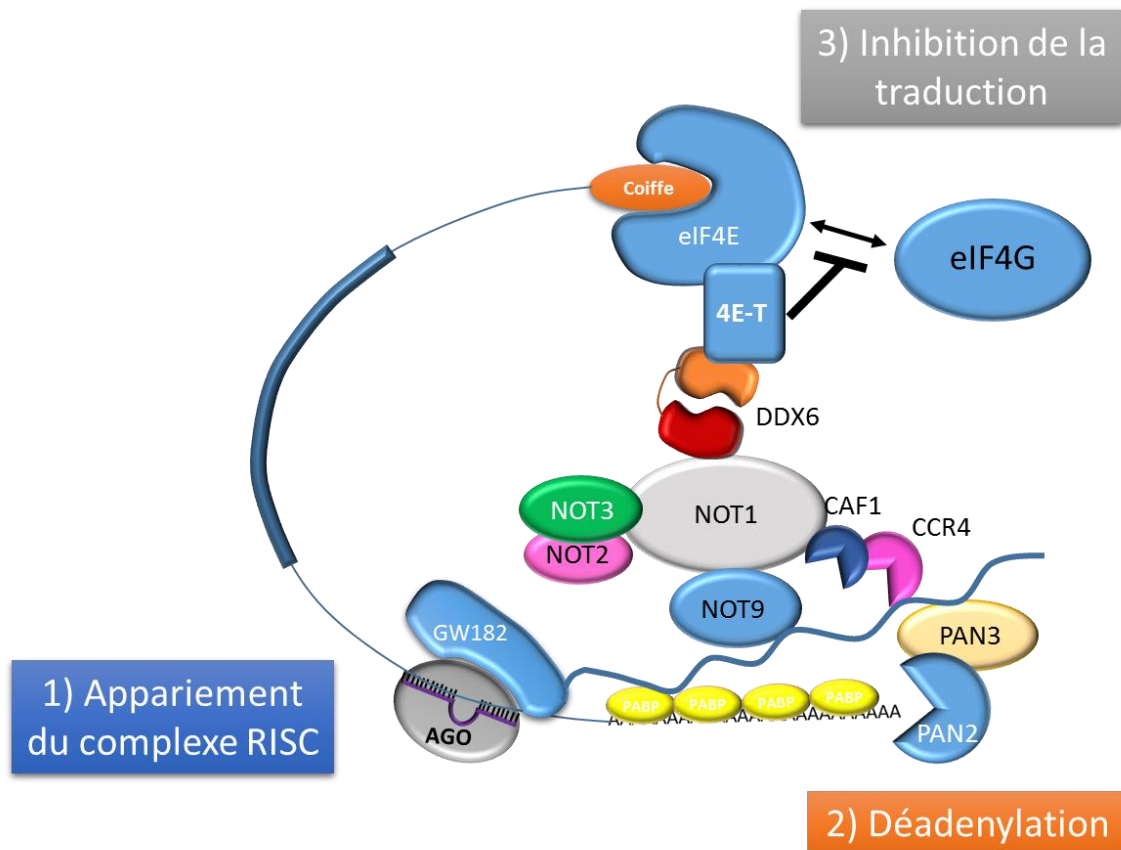 3) Inhibition de la
traduction
Coiffe
eIF4E
eIF4G
4E-T
DDX6
NOT3
NOT1
CAF1
CCR4
NOT2
NOT9
GW182
PAN3
1) Appariement
du complexe RISC
AGO
PABP PABP PABP PABP
PAN2
2) Déadenylation